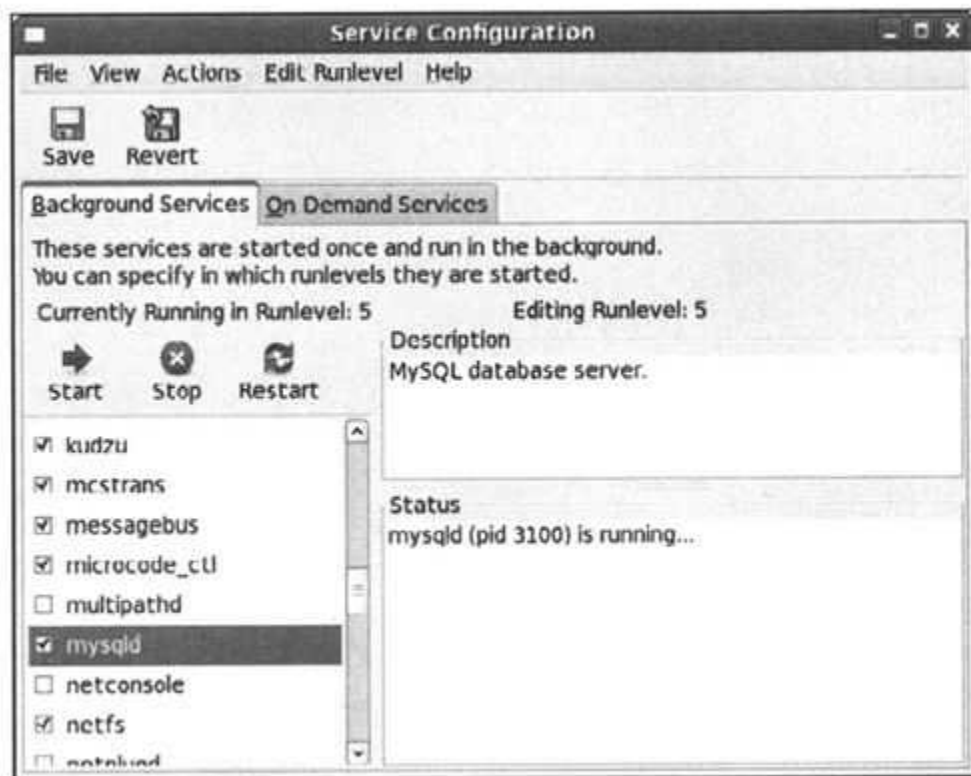 Service Configuration
File View Actions Edit Runlevel Help
Save Revert
Background Services On Demand Services
These services are started once and run in the background.
You can specify in which runlevels they are started.
Currently Running in Runlevel: 5 Editing Runlevel: 5
Start Stop Restart
Description
MySQL database server.
kudzu
mcstrans
messagebus
microcode_ctl
multipathd
mysqld
netconsole
netfs
Status
mysqld (pid 3100) is running...